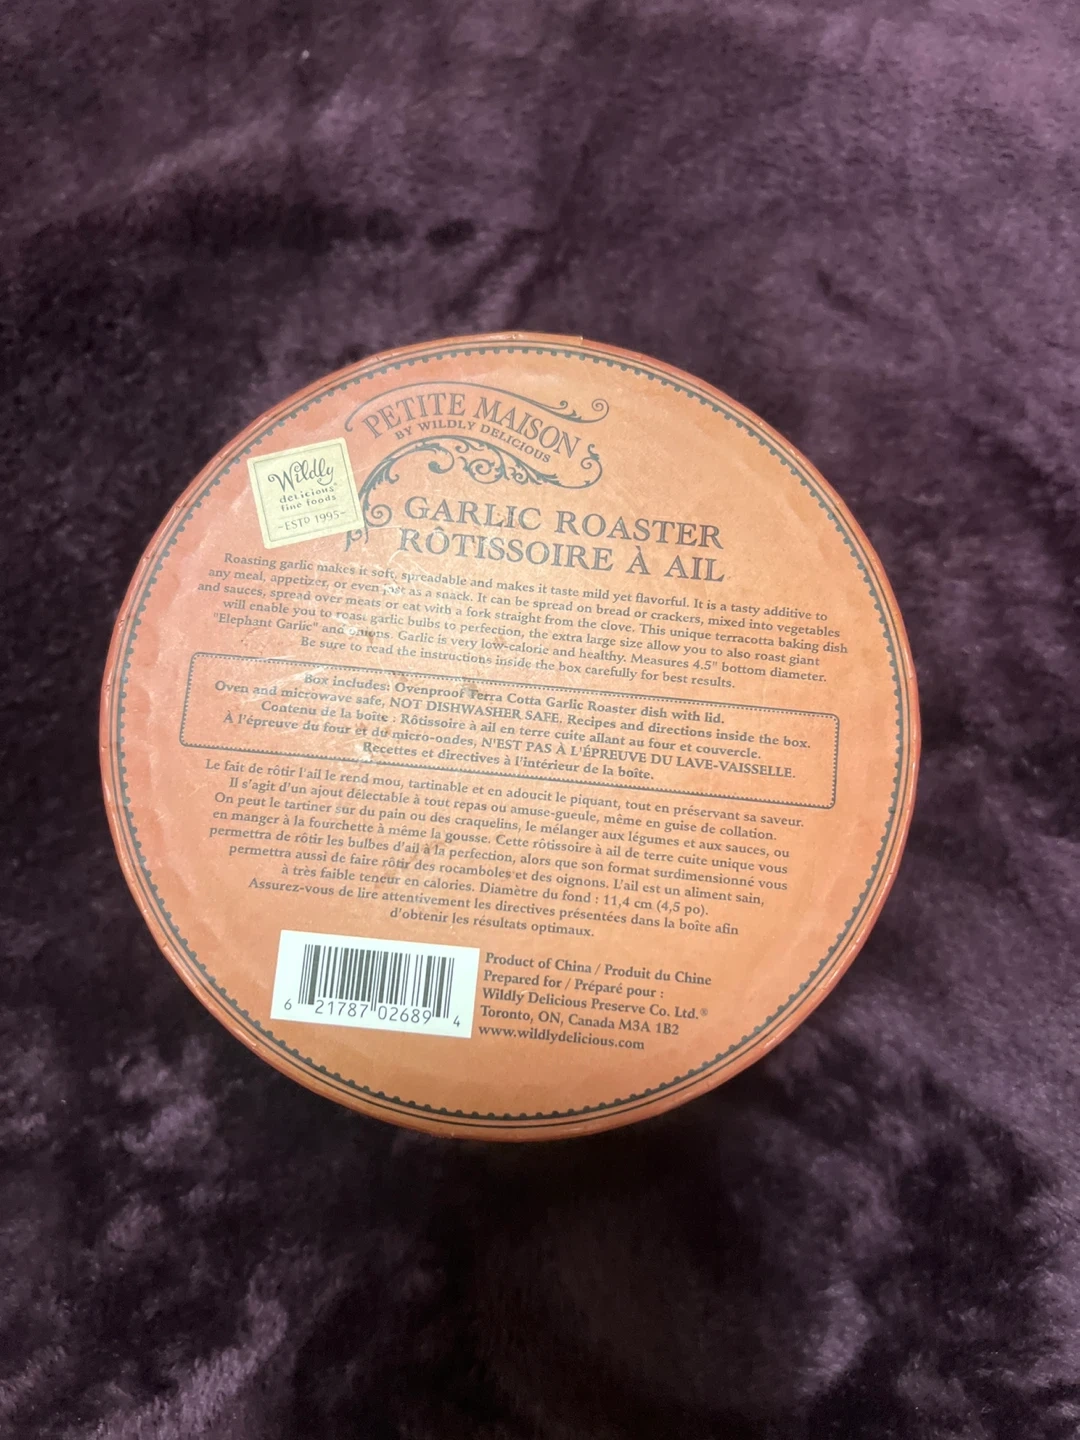 PETITE MAISON
BY WILDLY DELICIOUS
Wildly
delicious®
fine foods
~ESTD 1995~
GARLIC ROASTER
RÔTISSOIRE À AIL
Roasting garlic makes it soft, spreadable and makes it taste mild yet flavorful. It is a tasty additive to
any meal, appetizer, or even just as a snack. It can be spread on bread or crackers, mixed into vegetables
and sauces, spread over meats or eat with a fork straight from the clove. This unique terracotta baking dish
will enable you to roast garlic bulbs to perfection, the extra large size allow you to also roast giant
"Elephant Garlic" and onions. Garlic is very low-calorie and healthy. Measures 4.5" bottom diameter.
Be sure to read the instructions inside the box carefully for best results.
Box includes: Ovenproof Terra Cotta Garlic Roaster dish with lid.
Oven and microwave safe, NOT DISHWASHER SAFE. Recipes and directions inside the box.
Contenu de la boîte : Rôtissoire à ail en terre cuite allant au four et couvercle.
À l'épreuve du four et du micro-ondes, N'EST PAS À L'ÉPREUVE DU LAVE-VAISSELLE.
Recettes et directives à l'intérieur de la boîte.
Le fait de rôtir l'ail le rend mou, tartinable et en adoucit le piquant, tout en préservant sa saveur.
Il s'agit d'un ajout délectable à tout repas ou amuse-gueule, même en guise de collation.
On peut le tartiner sur du pain ou des craquelins, le mélanger aux légumes et aux sauces, ou
en manger à la fourchette à même la gousse. Cette rôtissoire à ail de terre cuite unique vous
permettra de rôtir les bulbes d'ail à la perfection, alors que son format surdimensionné vous
permettra aussi de faire rôtir des rocamboles et des oignons. L'ail est un aliment sain,
à très faible teneur en calories. Diamètre du fond : 11,4 cm (4,5 po).
Assurez-vous de lire attentivement les directives présentées dans la boîte afin
d'obtenir les résultats optimaux.
6 21787 02689 4
Product of China / Produit du Chine
Prepared for / Préparé pour :
Wildly Delicious Preserve Co. Ltd.®
Toronto, ON, Canada M3A 1B2
www.wildlydelicious.com